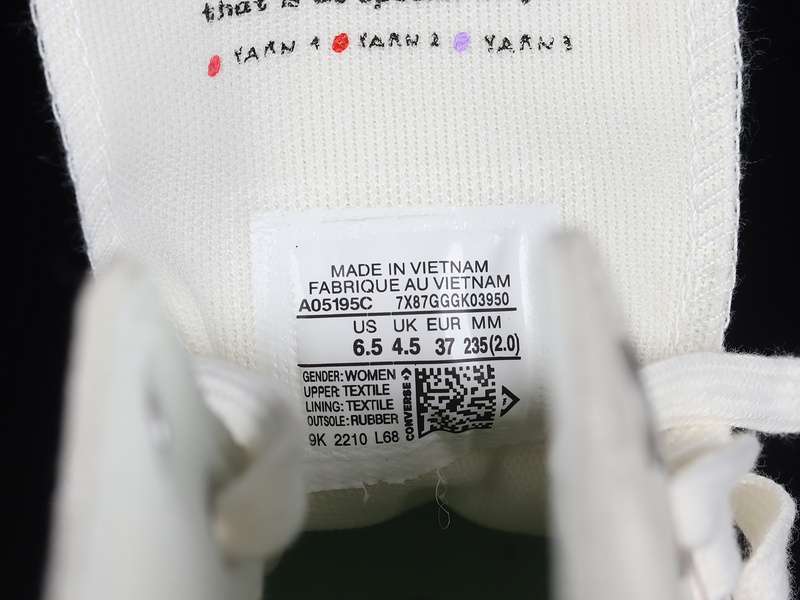 that is
YARN 1 YARN 2 YARN 3
MADE IN VIETNAM
FABRIQUE AU VIETNAM
A05195C 7X87GGGK03950
US UK EUR MM
6.5 4.5 37 235(2.0)
GENDER: WOMEN
UPPER: TEXTILE
LINING: TEXTILE
OUTSOLE: RUBBER
9K 2210 L68
CONVERSE